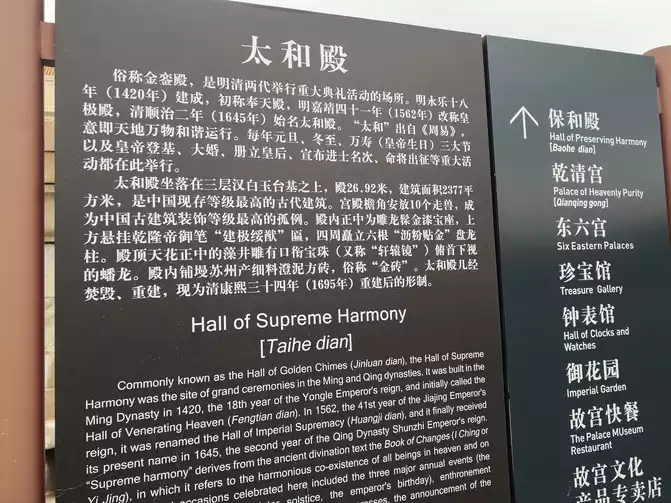 太和殿
俗称金銮殿，是明清两代举行重大典礼活动的场所。明永乐十八
年（1420年）建成，初称奉天殿，明嘉靖四十一年（1562年）改称皇
极殿，清顺治二年（1645年）始名太和殿。“太和”出自《周易》，
意即天地万物和谐运行。每年元旦、冬至、万寿（皇帝生日）三大节
以及皇帝登基、大婚、册立皇后、宣布进士名次、命将出征等重大活
动都在此举行。
太和殿坐落在三层汉白玉台基之上，殿26.92米，建筑面积2377平
方米，是中国现存等级最高的古代建筑。宫殿檐角安放10个走兽，成
为中国古建筑装饰等级最高的孤例。殿内正中为雕龙髹金漆宝座，上
方悬挂乾隆帝御笔“建极绥猷”匾，四周矗立六根“沥粉贴金”盘龙
柱。殿顶天花正中的藻井雕有口衔宝珠（又称“轩辕镜”）俯首下视
的蟠龙。殿内铺墁苏州产细料澄泥方砖，俗称“金砖”。太和殿几经
焚毁、重建，现为清康熙三十四年（1695年）重建后的形制。
Hall of Supreme Harmony
[Taihe dian]
Commonly known as the Hall of Golden Chimes (Jinluan dian), the Hall of Supreme
Harmony was the site of grand ceremonies in the Ming and Qing dynasties. It was built in the
Ming Dynasty in 1420, the 18th year of the Yongle Emperor's reign, and initially called the
Hall of Venerating Heaven (Fengtian dian). In 1562, the 41st year of the Jiajing Emperor's
reign, it was renamed the Hall of Imperial Supremacy (Huangji dian), and it finally received
its present name in 1645, the second year of the Qing Dynasty Shunzhi Emperor's reign.
"Supreme harmony" derives from the ancient divination text the Book of Changes (I Ching or
Yi Jing), in which it refers to the harmonious co-existence of all beings in heaven and on
occasions celebrated here included the three major annual events (the
solstice, the emperor's birthday), enthronement
the announcement of the
保和殿
Hall of Preserving Harmony
[Baohe dian]
乾清宫
Palace of Heavenly Purity
[Qianqing gong]
东六宫
Six Eastern Palaces
珍宝馆
Treasure Gallery
钟表馆
Hall of Clocks and
Watches
御花园
Imperial Garden
故宫快餐
The Palace MUseum
Restaurant
故宫文化
产品专卖店